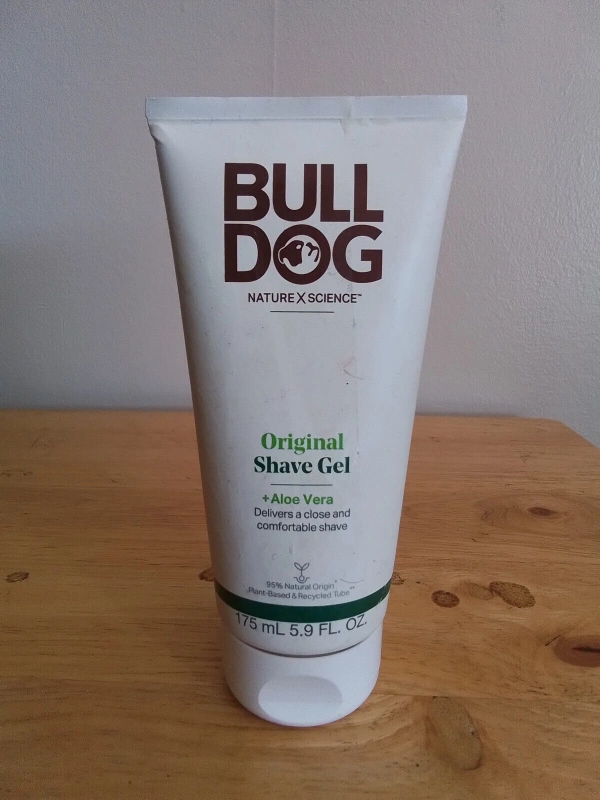 BULL
DOG
NATURE X SCIENCE™
Original
Shave Gel
+Aloe Vera
Delivers a close and
comfortable shave
95% Natural Origin*
Plant-Based & Recycled Tube**
175 mL 5.9 FL. OZ.